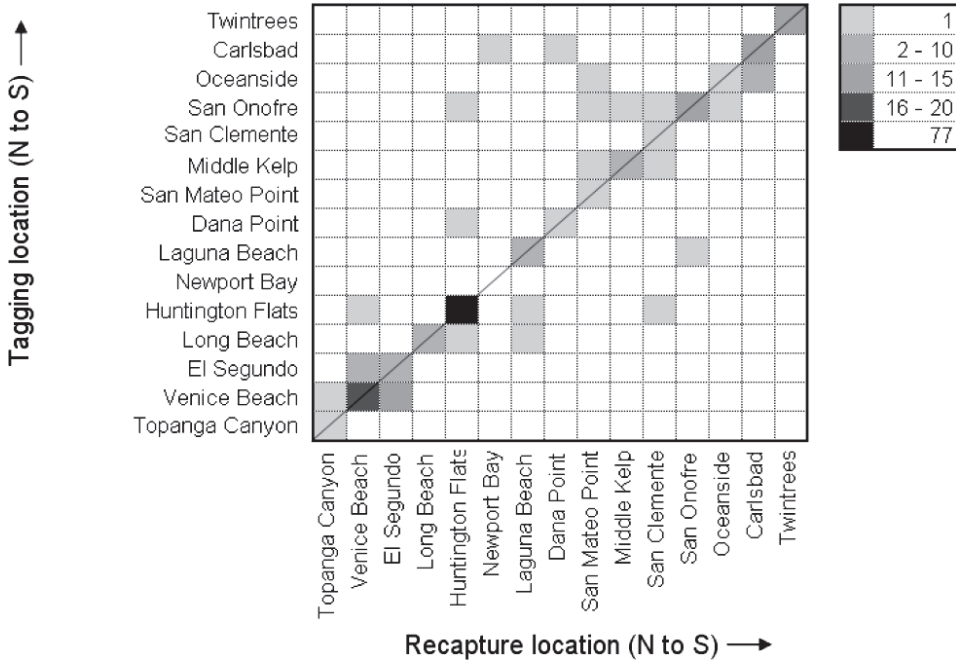 Tagging location (N to S)
Twintrees
Carlsbad
Oceanside
San Onofre
San Clemente
Middle Kelp
San Mateo Point
Dana Point
Laguna Beach
Newport Bay
Huntington Flats
Long Beach
El Segundo
Venice Beach
Topanga Canyon
1
2 - 10
11 - 15
16 - 20
77
Topanga Canyon
Venice Beach
El Segundo
Long Beach
Huntington Flats
Newport Bay
Laguna Beach
Dana Point
San Mateo Point
Middle Kelp
San Clemente
San Onofre
Oceanside
Carlsbad
Twintrees
Recapture location (N to S)